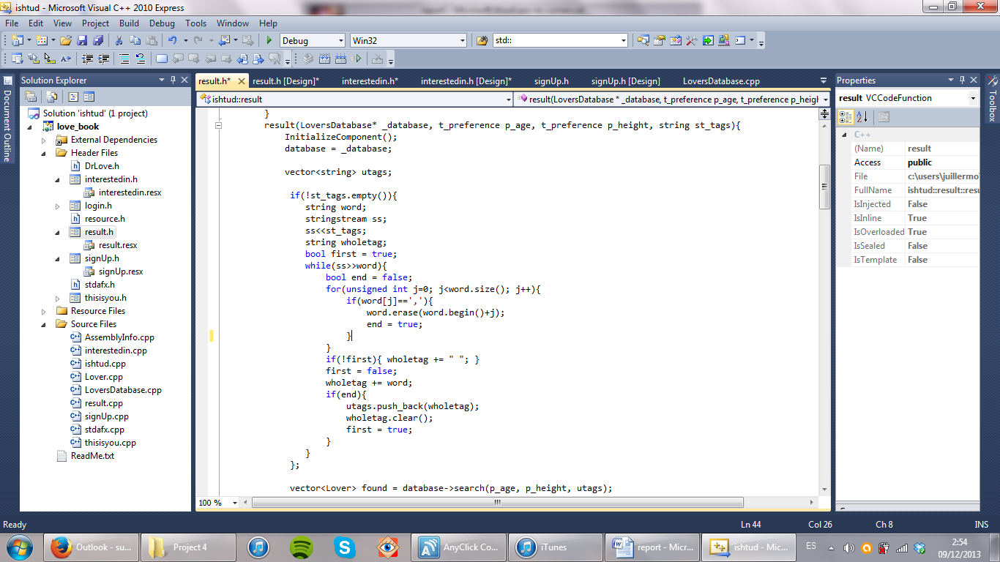 ishtud - Microsoft Visual C++ 2010 Express
File Edit View Project Build Debug Tools Window Help
Debug Win32 std::
Document Outline
Solution Explorer
Solution 'ishtud' (1 project)
love_book
External Dependencies
Header Files
DrLove.h
interestedin.h
interestedin.resx
login.h
resource.h
result.h
result.resx
signUp.h
signUp.resx
stdafx.h
thisisyou.h
Resource Files
Source Files
AssemblyInfo.cpp
interestedin.cpp
ishtud.cpp
Lover.cpp
LoversDatabase.cpp
result.cpp
signUp.cpp
stdafx.cpp
thisisyou.cpp
ReadMe.txt
result.h* result.h [Design]* interestedin.h* interestedin.h [Design]* signUp.h signUp.h [Design] LoversDatabase.cpp
ishtud::result result(LoversDatabase * _database, t_preference p_age, t_preference p_heigh
}
result(LoversDatabase* _database, t_preference p_age, t_preference p_height, string st_tags){
InitializeComponent();
database = _database;
vector<string> utags;
if(!st_tags.empty()){
string word;
stringstream ss;
ss<<st_tags;
string wholetag;
bool first = true;
while(ss>>word){
bool end = false;
for(unsigned int j=0; j<word.size(); j++){
if(word[j]==','){
word.erase(word.begin()+j);
end = true;
}
}
if(!first){ wholetag += " "; }
first = false;
wholetag += word;
if(end){
utags.push_back(wholetag);
wholetag.clear();
first = true;
}
}
};
vector<Lover> found = database->search(p_age, p_height, utags);
100 %
Properties
result VCCodeFunction
C++
(Name) result
Access public
File c:\users\juillermo\
FullName ishtud::result::resu
IsInjected False
IsInline True
IsOverloaded True
IsSealed False
IsTemplate False
Toolbox
Ready Ln 44 Col 26 Ch 8 INS
Outlook - su... Project 4 AnyClick Co... iTunes report - Micr... ishtud - Mic... ES 2:54
09/12/2013